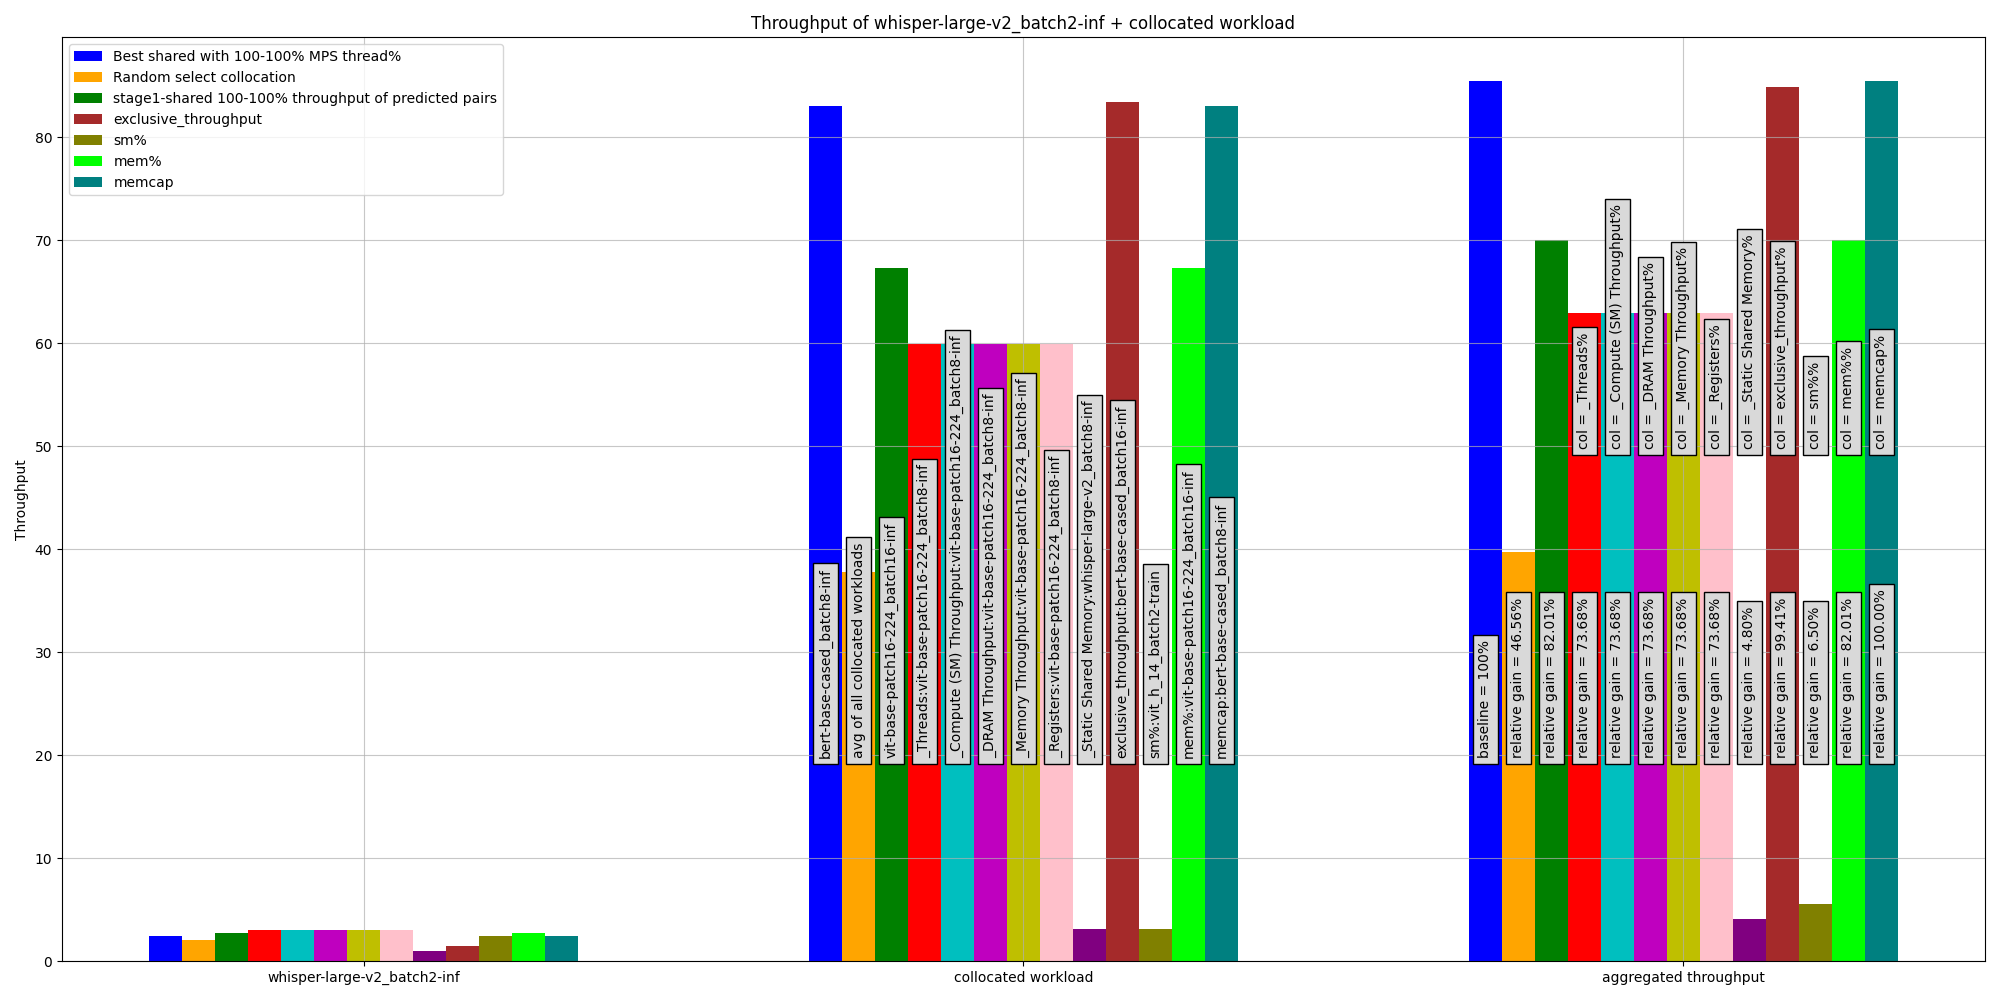 Throughput of whisper-large-v2_batch2-inf + collocated workload
Best shared with 100-100% MPS thread%
Random select collocation
stage1-shared 100-100% throughput of predicted pairs
exclusive_throughput
sm%
mem%
memcap
Throughput
80
70
60
50
40
30
20
10
0
bert-base-cased_batch8-inf
avg of all collocated workloads
vit-base-patch16-224_batch16-inf
_Threads:vit-base-patch16-224_batch8-inf
_Compute (SM) Throughput:vit-base-patch16-224_batch8-inf
_DRAM Throughput:vit-base-patch16-224_batch8-inf
_Memory Throughput:vit-base-patch16-224_batch8-inf
_Registers:vit-base-patch16-224_batch8-inf
_Static Shared Memory:whisper-large-v2_batch8-inf
exclusive_throughput:bert-base-cased_batch16-inf
sm%:vit_h_14_batch2-train
mem%:vit-base-patch16-224_batch16-inf
memcap:bert-base-cased_batch8-inf
col = _Threads%
col = _Compute (SM) Throughput%
col = _DRAM Throughput%
col = _Memory Throughput%
col = _Registers%
col = _Static Shared Memory%
col = exclusive_throughput%
col = sm%%
col = mem%%
col = memcap%
baseline = 100%
relative gain = 46.56%
relative gain = 82.01%
relative gain = 73.68%
relative gain = 73.68%
relative gain = 73.68%
relative gain = 73.68%
relative gain = 73.68%
relative gain = 4.80%
relative gain = 99.41%
relative gain = 6.50%
relative gain = 82.01%
relative gain = 100.00%
whisper-large-v2_batch2-inf
collocated workload
aggregated throughput